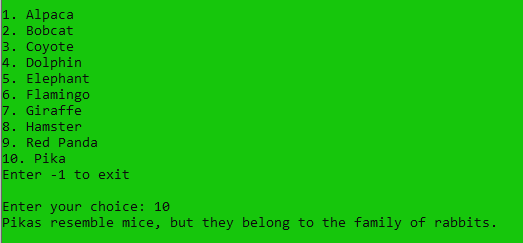 1. Alpaca
2. Bobcat
3. Coyote
4. Dolphin
5. Elephant
6. Flamingo
7. Giraffe
8. Hamster
9. Red Panda
10. Pika
Enter -1 to exit

Enter your choice: 10
Pikas resemble mice, but they belong to the family of rabbits.